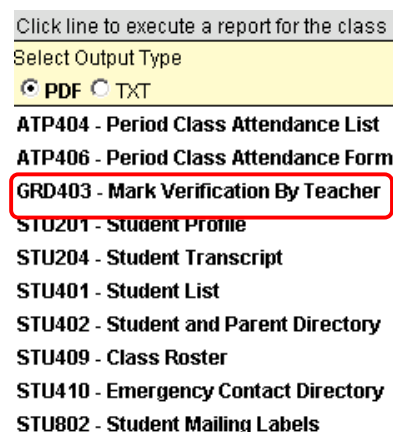 Click line to execute a report for the class
Select Output Type
PDF TXT
ATP404 - Period Class Attendance List
ATP406 - Period Class Attendance Form
GRD403 - Mark Verification By Teacher
STU201 - Student Profile
STU204 - Student Transcript
STU401 - Student List
STU402 - Student and Parent Directory
STU409 - Class Roster
STU410 - Emergency Contact Directory
STU802 - Student Mailing Labels